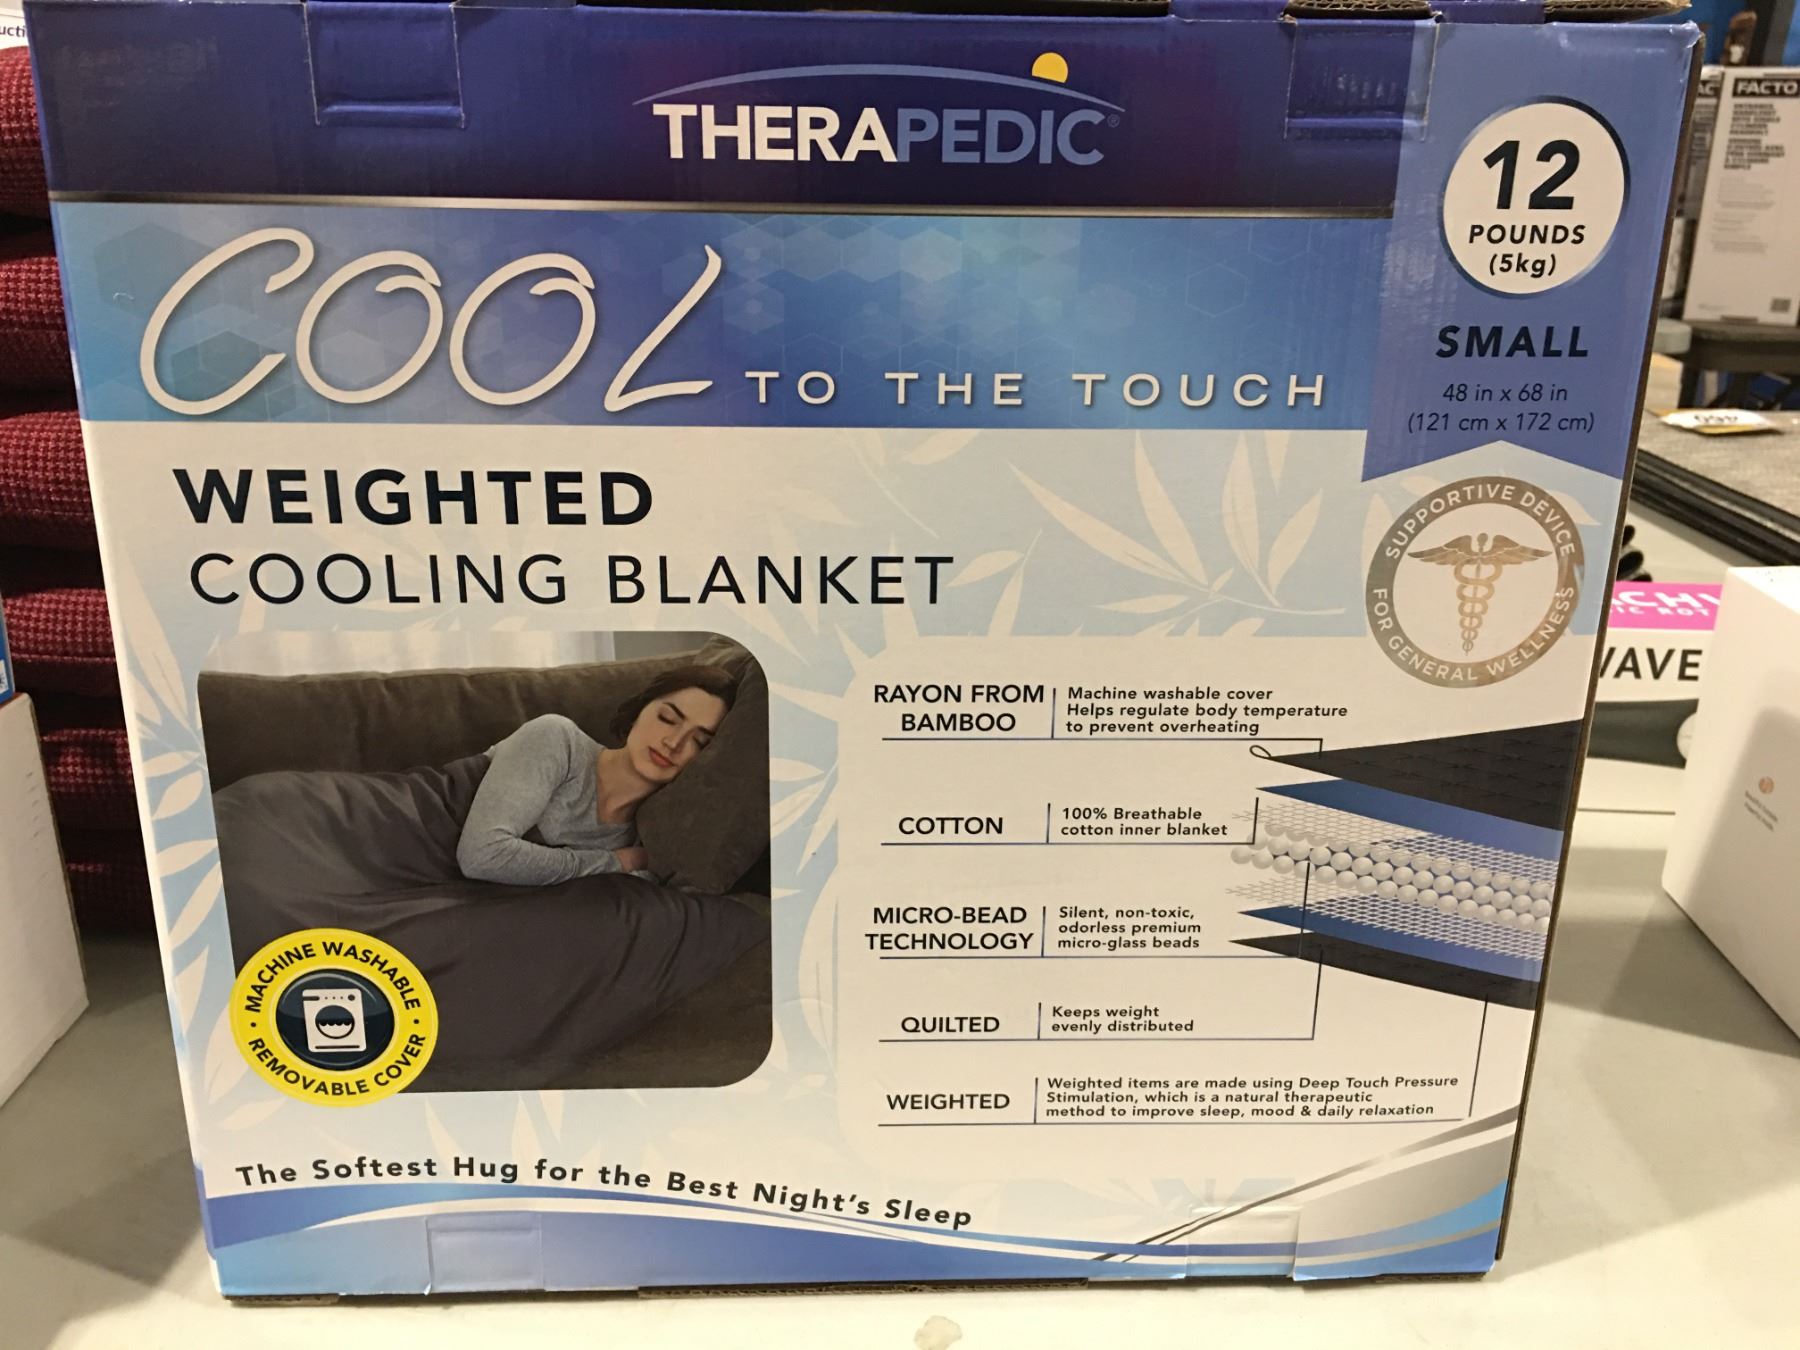 THERAPEDIC®
12
POUNDS
(5kg)
SMALL
48 in x 68 in
(121 cm x 172 cm)
COOL TO THE TOUCH
WEIGHTED
COOLING BLANKET
SUPPORTIVE DEVICE
FOR GENERAL WELLNESS
RAYON FROM
BAMBOO
Machine washable cover
Helps regulate body temperature
to prevent overheating
COTTON
100% Breathable
cotton inner blanket
MICRO-BEAD
TECHNOLOGY
Silent, non-toxic,
odorless premium
micro-glass beads
QUILTED
Keeps weight
evenly distributed
WEIGHTED
Weighted items are made using Deep Touch Pressure
Stimulation, which is a natural therapeutic
method to improve sleep, mood & daily relaxation
• MACHINE WASHABLE •
REMOVABLE COVER
The Softest Hug for the Best Night's Sleep
FACTO